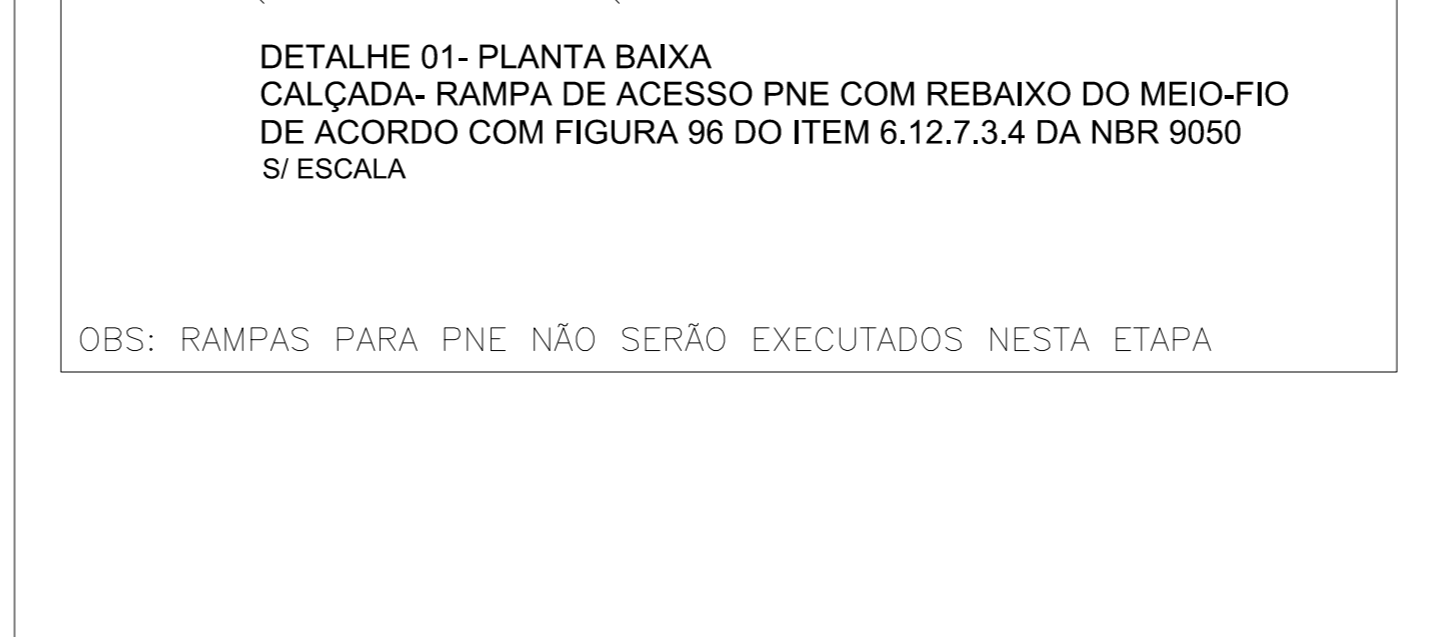 DETALHE 01- PLANTA BAIXA
CALÇADA- RAMPA DE ACESSO PNE COM REBAIXO DO MEIO-FIO
DE ACORDO COM FIGURA 96 DO ITEM 6.12.7.3.4 DA NBR 9050
S/ ESCALA
OBS: RAMPAS PARA PNE NÃO SERÃO EXECUTADOS NESTA ETAPA